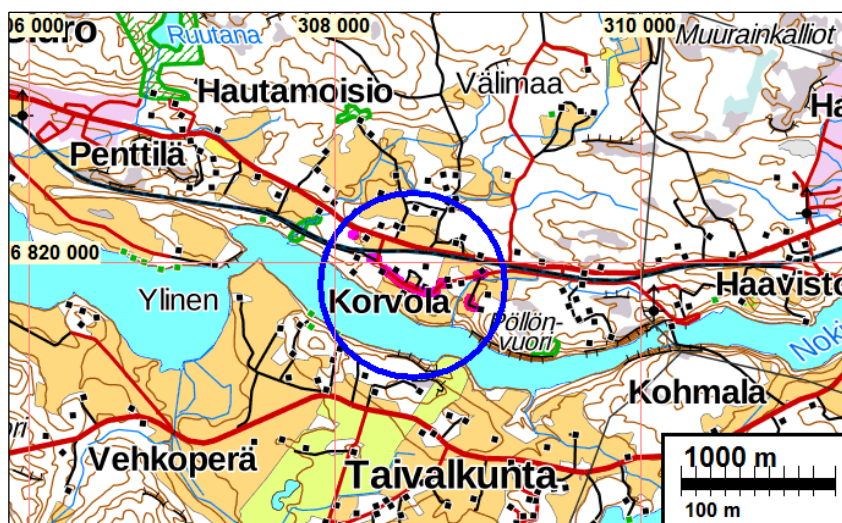 06 000
308 000
310 000
Ruutana
Muurainkalliot
Välimaa
Hautamoisio
Penttilä
6 820 000
Ylinen
Korvola
Haavisto
Pöllön-
vuori
Noki
Kohmala
Vehkoperä
Taivalkunta
1000 m
100 m